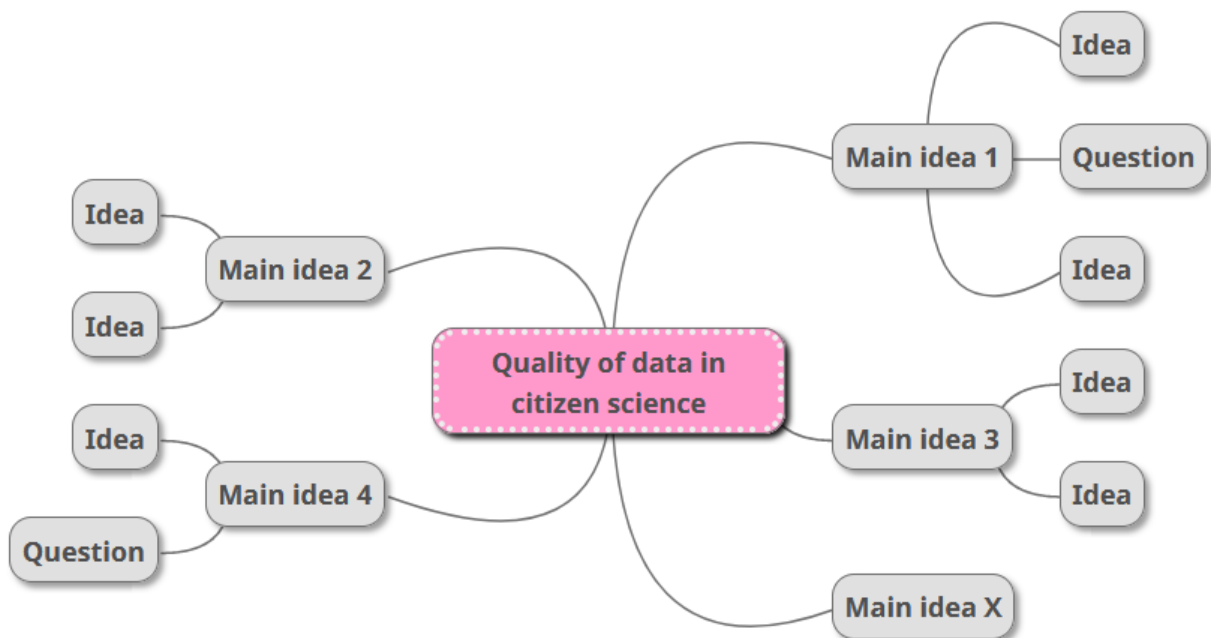 Idea
Main idea 1
Question
Idea
Idea
Main idea 2
Idea
Quality of data in
citizen science
Idea
Main idea 3
Idea
Idea
Main idea 4
Question
Main idea X